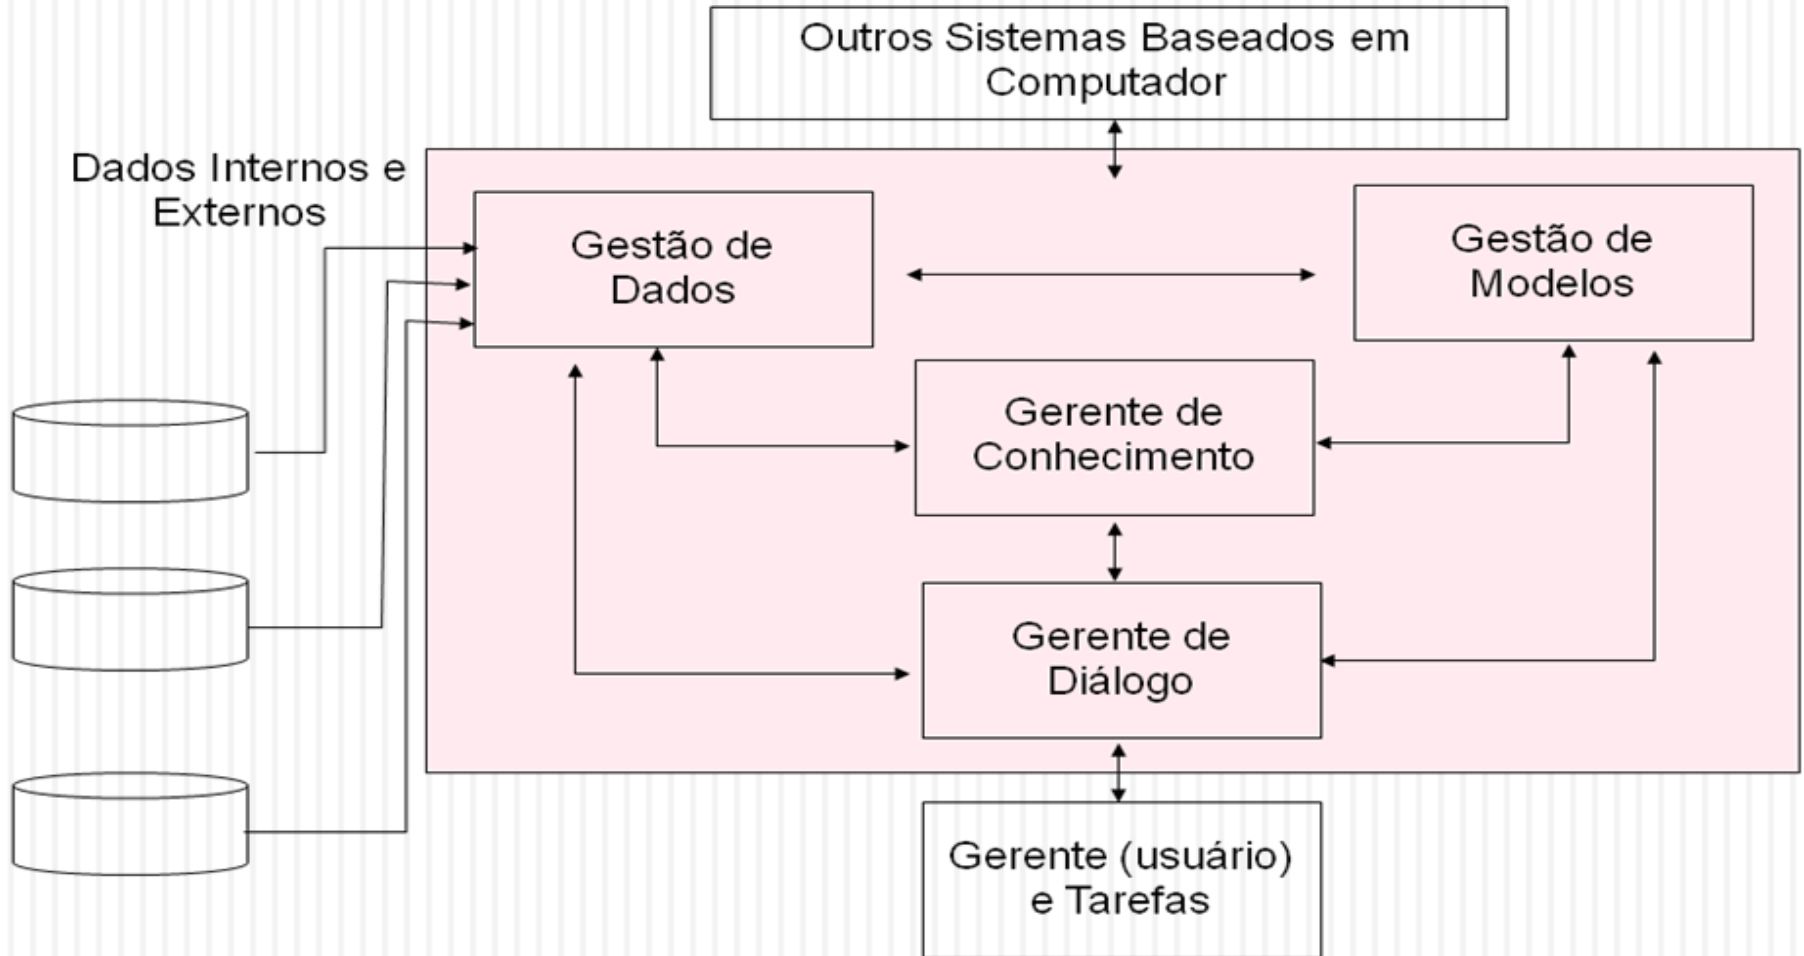 Outros Sistemas Baseados em
Computador
Dados Internos e
Externos
Gestão de
Dados
Gestão de
Modelos
Gerente de
Conhecimento
Gerente de
Diálogo
Gerente (usuário)
e Tarefas